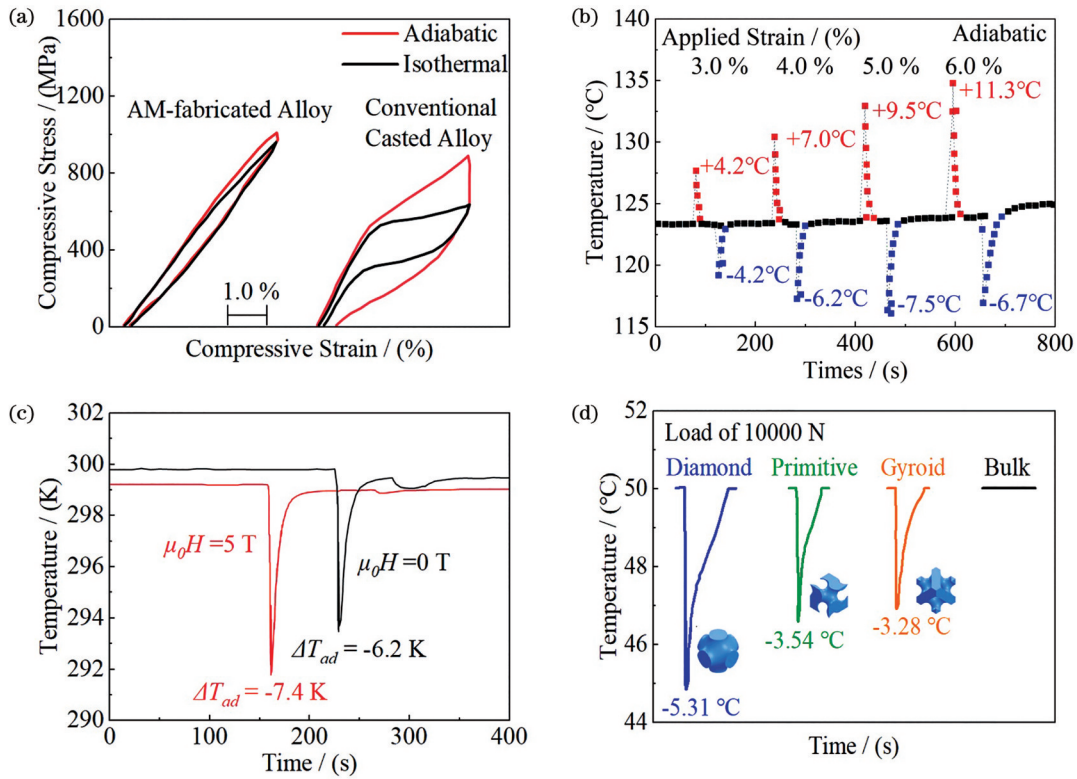 (a)
1600
1200
800
400
0
Compressive Stress / (MPa)
Adiabatic
Isothermal
AM-fabricated Alloy
Conventional
Casted Alloy
1.0 %
Compressive Strain / (%)
(b)
140
135
130
125
120
115
Temperature / (℃)
Applied Strain / (%)
Adiabatic
3.0 %
4.0 %
5.0 %
6.0 %
+4.2℃
+7.0℃
+9.5℃
+11.3℃
-4.2℃
-6.2℃
-7.5℃
-6.7℃
0
200
400
600
800
Times / (s)
(c)
302
300
298
296
294
292
290
Temperature / (K)
μ0H =5 T
μ0H =0 T
ΔTad = -6.2 K
ΔTad = -7.4 K
0
100
200
300
400
Time / (s)
(d)
52
50
48
46
44
Temperature / (℃)
Load of 10000 N
Diamond
Primitive
Gyroid
Bulk
-3.54 ℃
-3.28 ℃
-5.31 ℃
Time / (s)